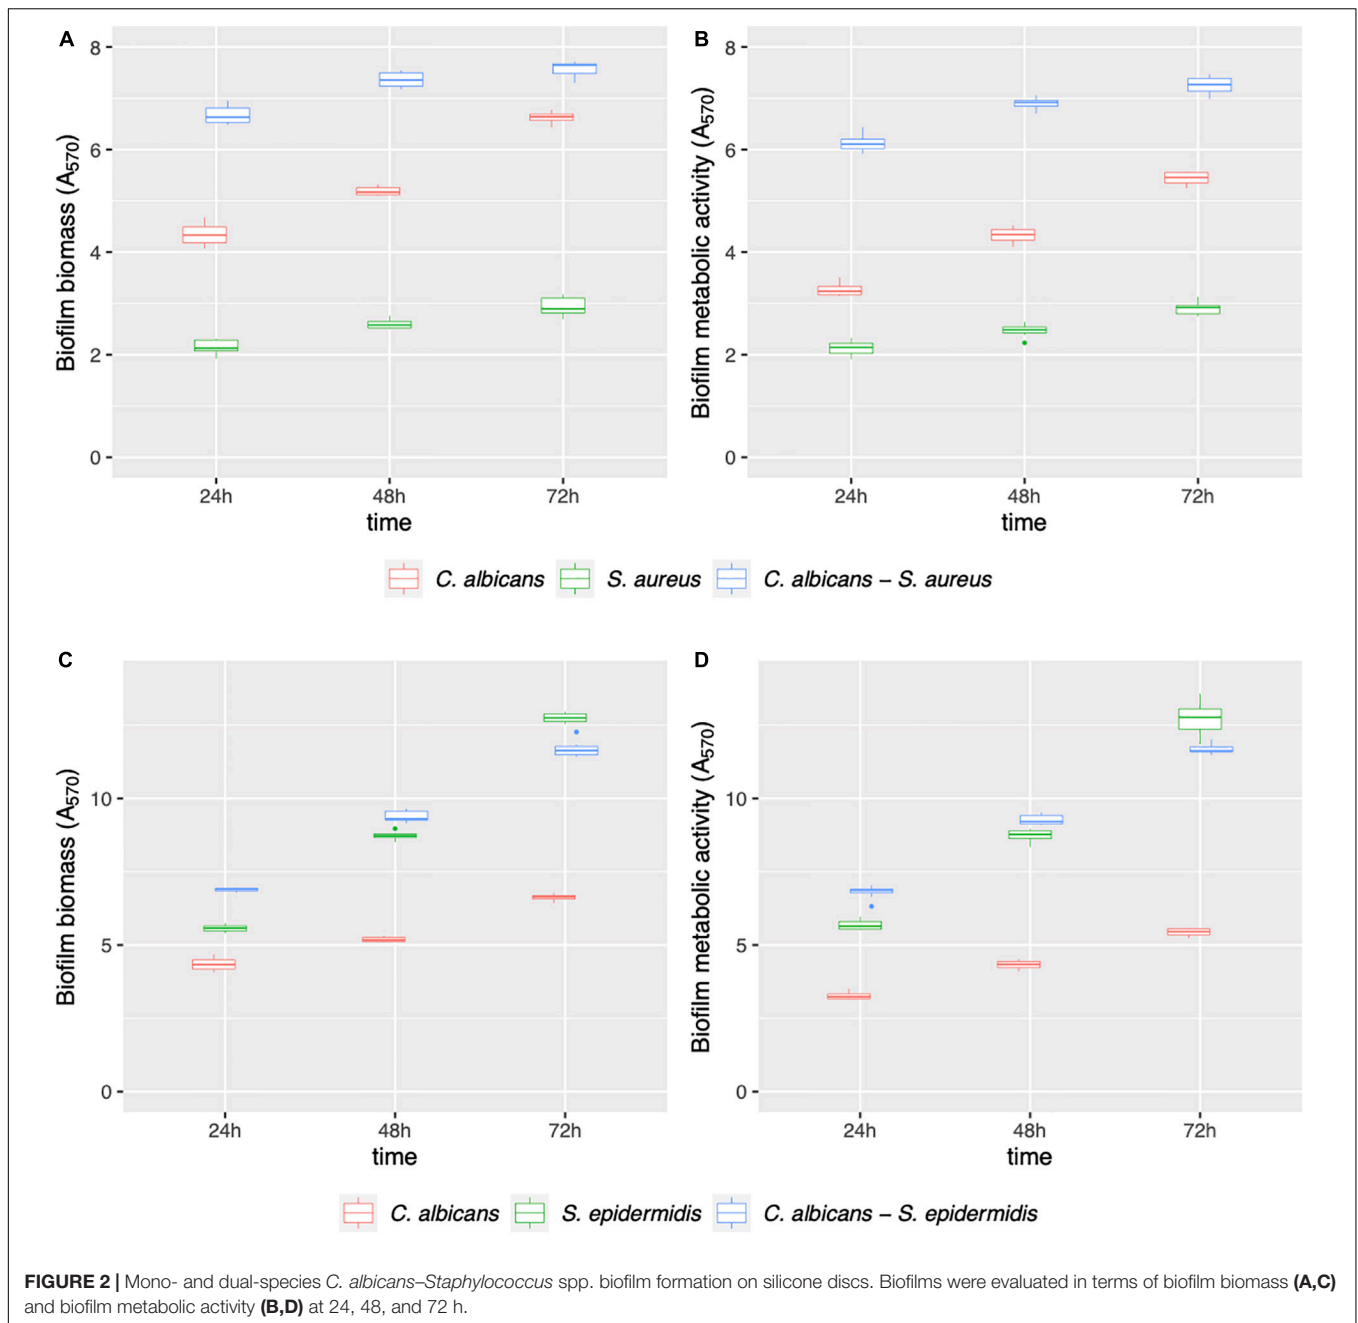 A
Biofilm biomass (A570)
8
6
4
2
0
24h 48h 72h
time
B
Biofilm metabolic activity (A570)
8
6
4
2
0
24h 48h 72h
time
C. albicans S. aureus C. albicans – S. aureus
C
Biofilm biomass (A570)
10
5
0
24h 48h 72h
time
D
Biofilm metabolic activity (A570)
10
5
0
24h 48h 72h
time
C. albicans S. epidermidis C. albicans – S. epidermidis
FIGURE 2 | Mono- and dual-species C. albicans–Staphylococcus spp. biofilm formation on silicone discs. Biofilms were evaluated in terms of biofilm biomass (A,C)
and biofilm metabolic activity (B,D) at 24, 48, and 72 h.